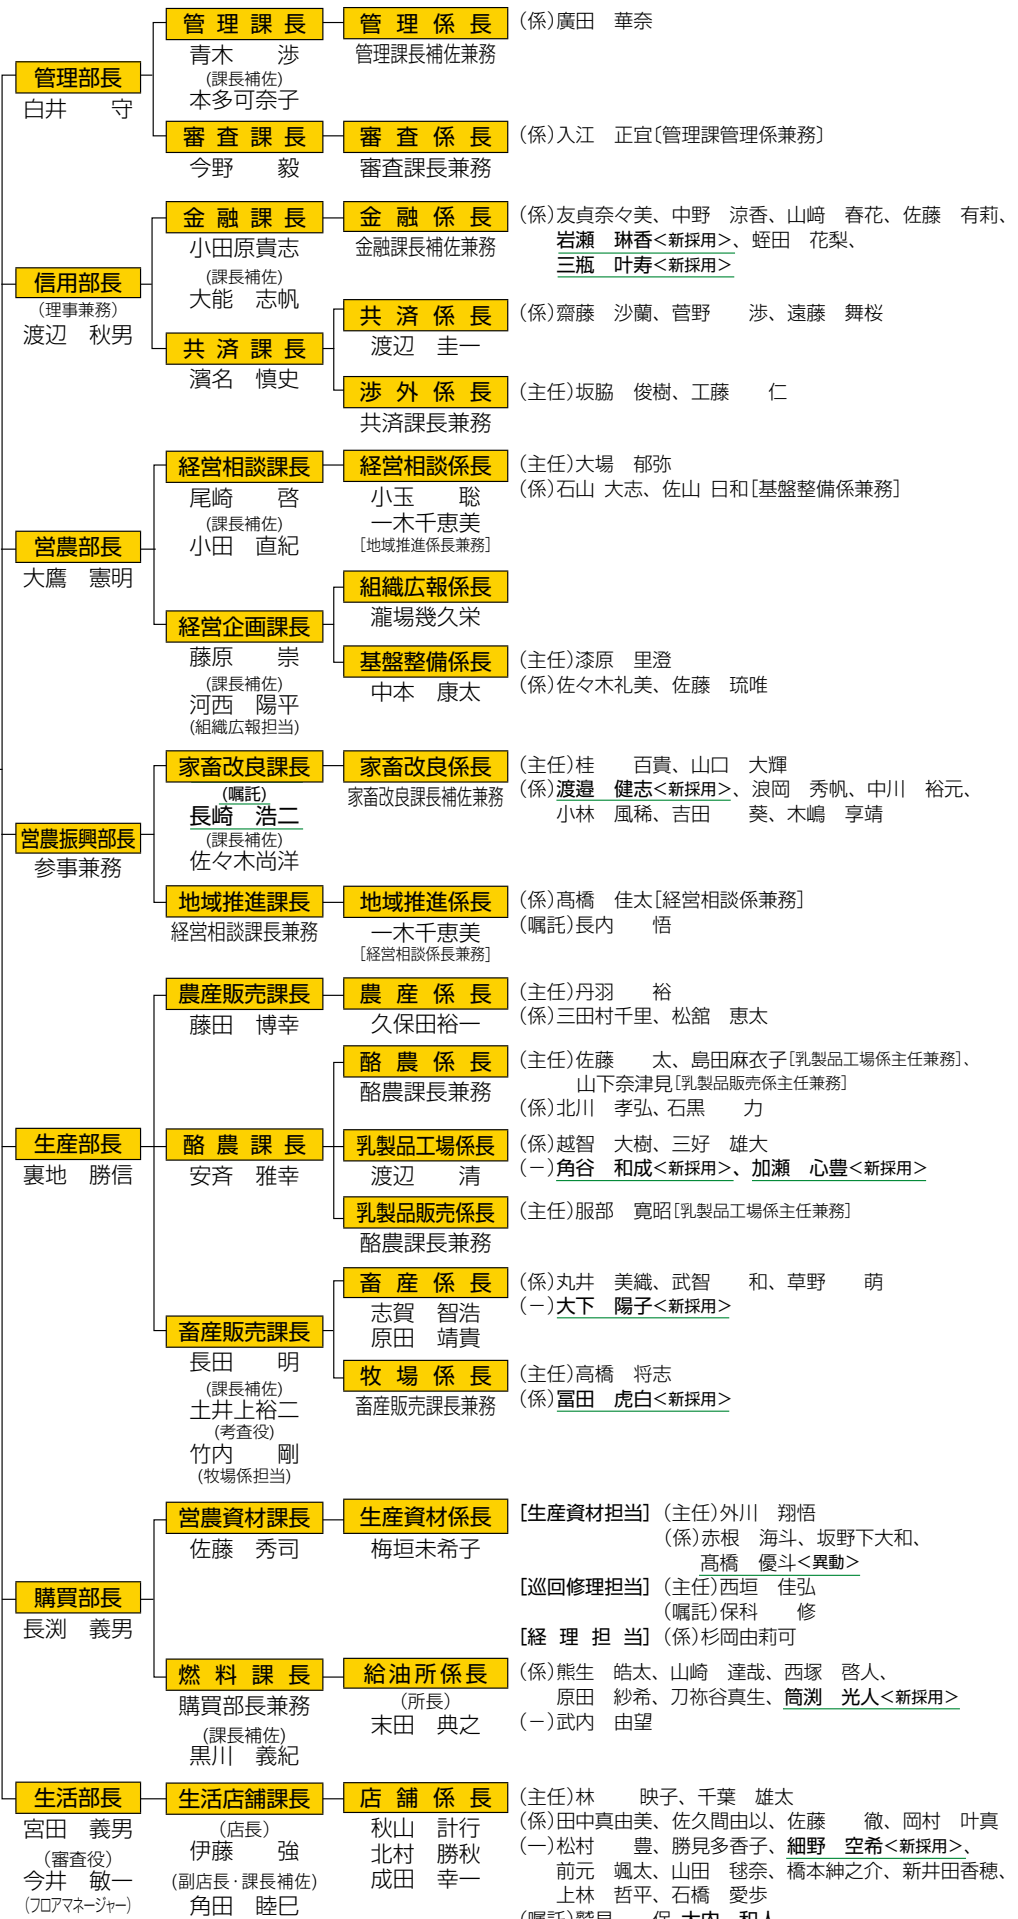 管理課長 管理係長 (係)廣田 華奈
青木 渉 管理課長補佐兼務
(課長補佐)
本多可奈子
管理部長
白井 守
審査課長 審査係長 (係)入江 正宜〔管理課管理係兼務〕
今野 毅 審査課長兼務
金融課長 金融係長 (係)友貞奈々美、中野 涼香、山﨑 春花、佐藤 有莉、
小田原貴志 金融課長補佐兼務 岩瀬 琳香<新採用>、蛭田 花梨、
三瓶 叶寿<新採用>
(課長補佐)
大能 志帆
信用部長
(理事兼務)
渡辺 秋男
共済係長 (係)齋藤 沙蘭、菅野 渉、遠藤 舞桜
渡辺 圭一
共済課長
濱名 慎史
渉外係長 (主任)坂脇 俊樹、工藤 仁
共済課長兼務
経営相談課長 経営相談係長 (主任)大場 郁弥
(係)石山 大志、佐山 日和[基盤整備係兼務]
尾崎 啓 小玉 聡
(課長補佐) 一木千恵美
小田 直紀 [地域推進係長兼務]
営農部長
大鷹 憲明
組織広報係長
瀧場幾久栄
経営企画課長
藤原 崇
基盤整備係長 (主任)漆原 里澄
中本 康太 (係)佐々木礼美、佐藤 琉唯
(課長補佐)
河西 陽平
(組織広報担当)
家畜改良課長 家畜改良係長 (主任)桂 百貴、山口 大輝
(嘱託) 家畜改良課長補佐兼務 (係)渡邉 健志<新採用>、浪岡 秀帆、中川 裕元、
長崎 浩二 小林 風稀、吉田 葵、木嶋 享靖
(課長補佐)
佐々木尚洋
営農振興部長
参事兼務
地域推進課長 地域推進係長 (係)髙橋 佳太[経営相談係兼務]
経営相談課長兼務 一木千恵美 (嘱託)長内 悟
[経営相談係長兼務]
農産販売課長 農産係長 (主任)丹羽 裕
藤田 博幸 久保田裕一 (係)三田村千里、松舘 恵太
酪農係長 (主任)佐藤 太、島田麻衣子[乳製品工場係主任兼務]、
酪農課長兼務 山下奈津見[乳製品販売係主任兼務]
(係)北川 孝弘、石黒 力
生産部長 酪農課長 乳製品工場係長 (係)越智 大樹、三好 雄大
裏地 勝信 安斉 雅幸 渡辺 清 (−)角谷 和成<新採用>、加瀬 心豊<新採用>
乳製品販売係長 (主任)服部 寛昭[乳製品工場係主任兼務]
酪農課長兼務
畜産係長 (係)丸井 美織、武智 和、草野 萌
志賀 智浩 (−)大下 陽子<新採用>
原田 靖貴
畜産販売課長
長田 明
牧場係長 (主任)高橋 将志
畜産販売課長兼務 (係)冨田 虎白<新採用>
(課長補佐)
土井上裕二
(考査役)
竹内 剛
(牧場係担当)
営農資材課長 生産資材係長 [生産資材担当](主任)外川 翔悟
佐藤 秀司 梅垣未希子 (係)赤根 海斗、坂野下大和、
髙橋 優斗<異動>
購買部長 [巡回修理担当](主任)西垣 佳弘
長渕 義男 (嘱託)保科 修
[経理担当](係)杉岡由莉可
燃料課長 給油所係長 (係)熊生 皓太、山崎 達哉、西塚 啓人、
購買部長兼務 (所長) 原田 紗希、刀祢谷真生、筒渕 光人<新採用>
末田 典之 (−)武内 由望
(課長補佐)
黒川 義紀
生活部長 生活店舗課長 店舗係長 (主任)林 映子、千葉 雄太
宮田 義男 (店長) 秋山 計行 (係)田中真由美、佐久間由以、佐藤 徹、岡村 叶真
(審査役) 伊藤 強 北村 勝秋 (一)松村 豊、勝見多香子、細野 空希<新採用>、
今井 敏一 (副店長・課長補佐) 成田 幸一 前元 颯太、山田 毬奈、橋本紳之介、新井田香穂、
(フロアマネージャー) 角田 睦巳 上林 哲平、石橋 愛歩